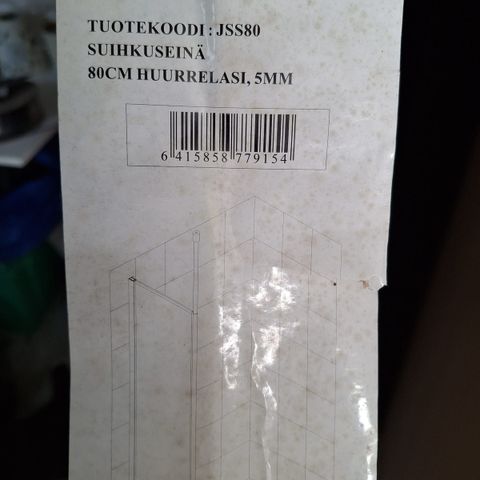 TUOTEKOODI : JSS80
SUIHKUSEINÄ
80CM HUURRELASI, 5MM
6 415858 779154